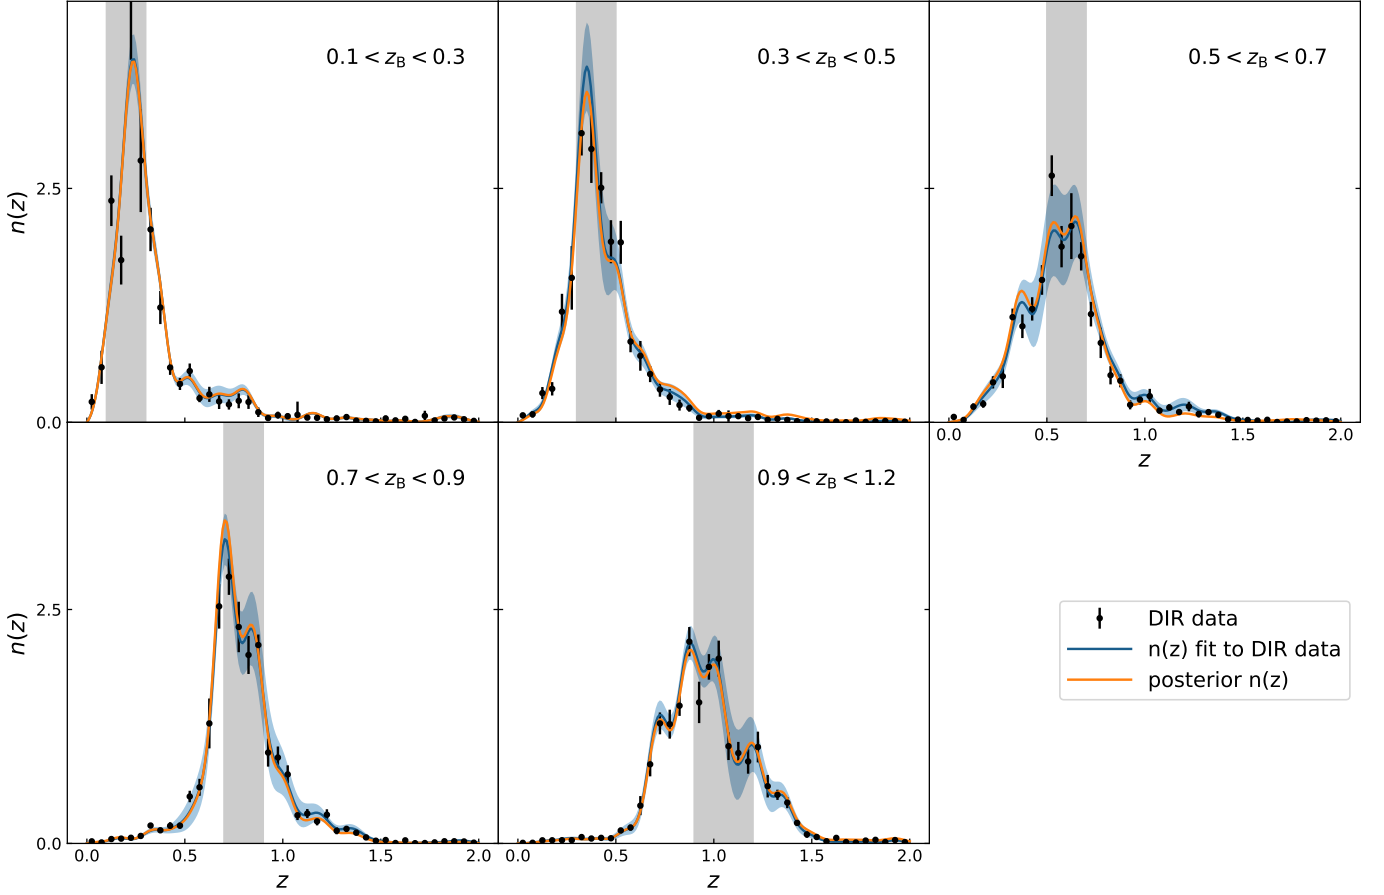 0.1 < z_B < 0.3
0.3 < z_B < 0.5
0.5 < z_B < 0.7
n(z)
2.5
0.0
0.0 0.5 1.0 1.5 2.0
z
0.7 < z_B < 0.9
0.9 < z_B < 1.2
n(z)
2.5
0.0
DIR data
n(z) fit to DIR data
posterior n(z)
0.0 0.5 1.0 1.5 2.0
0.0 0.5 1.0 1.5 2.0
z
z